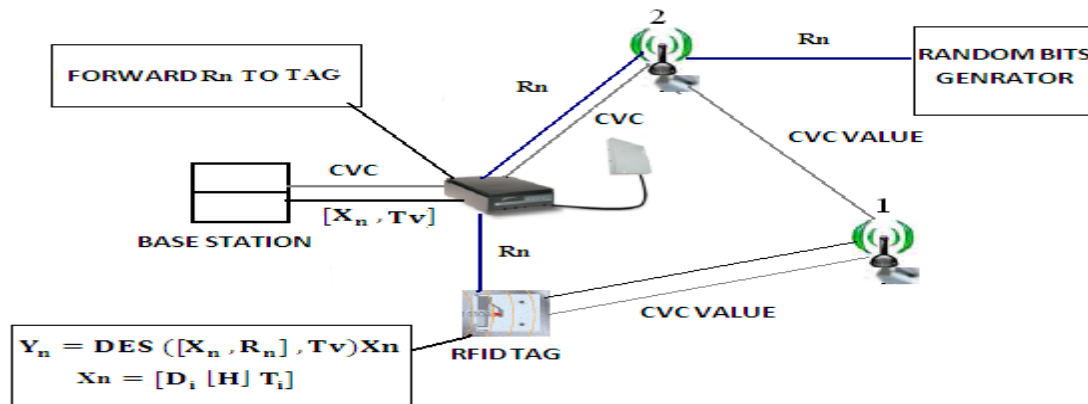 2
Rn
FORWARD Rn TO TAG
RANDOM BITS
GENRATOR
Rn
CVC
CVC VALUE
CVC
[Xn , Tv]
BASE STATION
1
Rn
CVC VALUE
RFID TAG
Yn = DES ([Xn , Rn] , Tv)Xn
Xn = [Di ⌊H⌋ Ti]